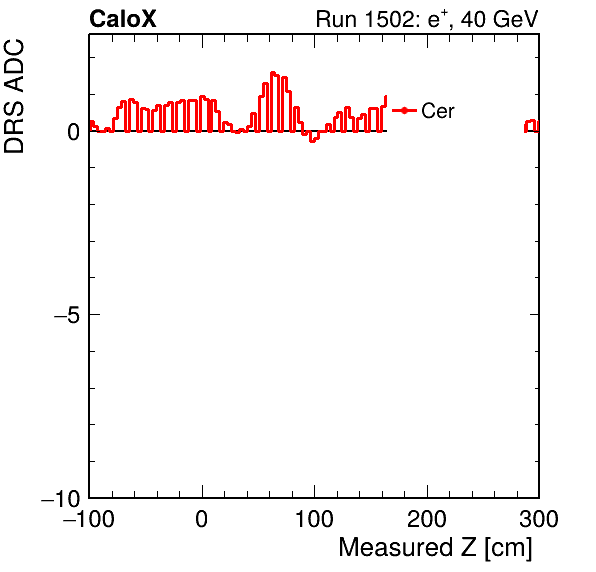 CaloX
Run 1502: e+, 40 GeV
DRS ADC
Cer
0
−5
−10
−100 0 100 200 300
Measured Z [cm]